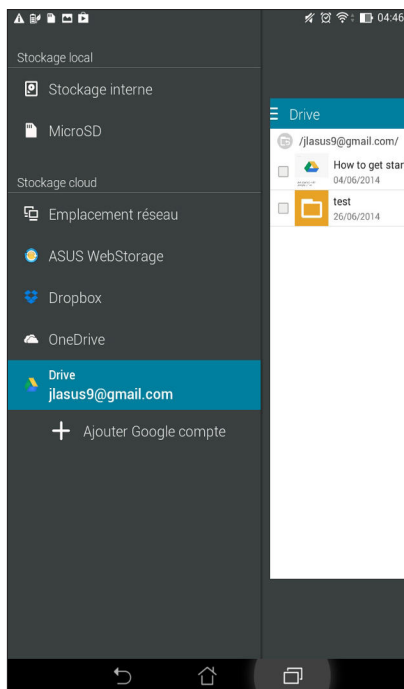 04:46
Stockage local
Stockage interne
MicroSD
Stockage cloud
Emplacement réseau
ASUS WebStorage
Dropbox
OneDrive
Drive
jlasus9@gmail.com
Ajouter Google compte
Drive
/jlasus9@gmail.com/
How to get star
04/06/2014
test
26/06/2014